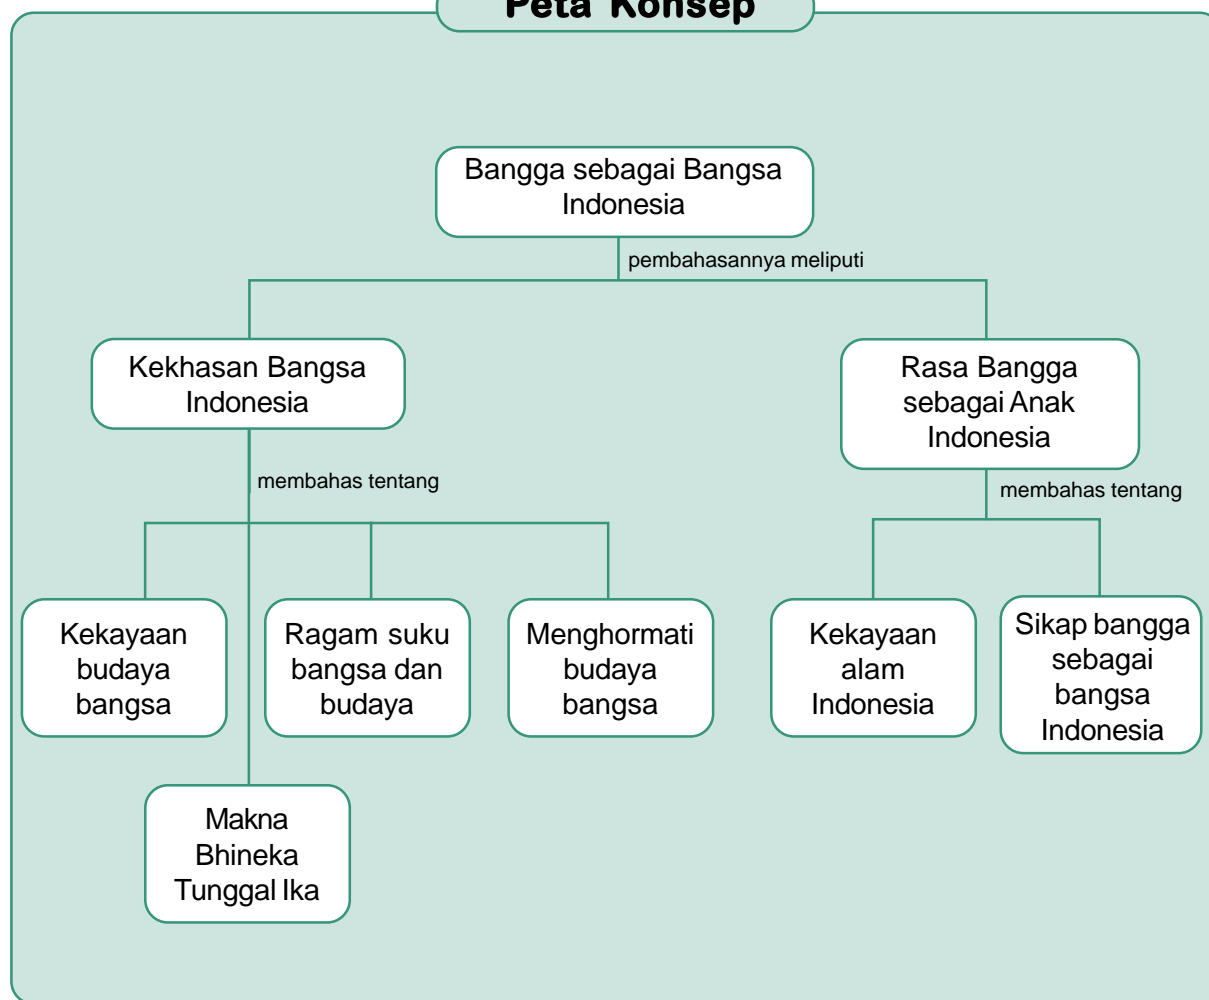 Peta Konsep
Bangga sebagai Bangsa
Indonesia
pembahasannya meliputi
Kekhasan Bangsa
Indonesia
Rasa Bangga
sebagai Anak
Indonesia
membahas tentang
membahas tentang
Kekayaan
budaya
bangsa
Ragam suku
bangsa dan
budaya
Menghormati
budaya
bangsa
Kekayaan
alam
Indonesia
Sikap bangga
sebagai
bangsa
Indonesia
Makna
Bhineka
Tunggal Ika